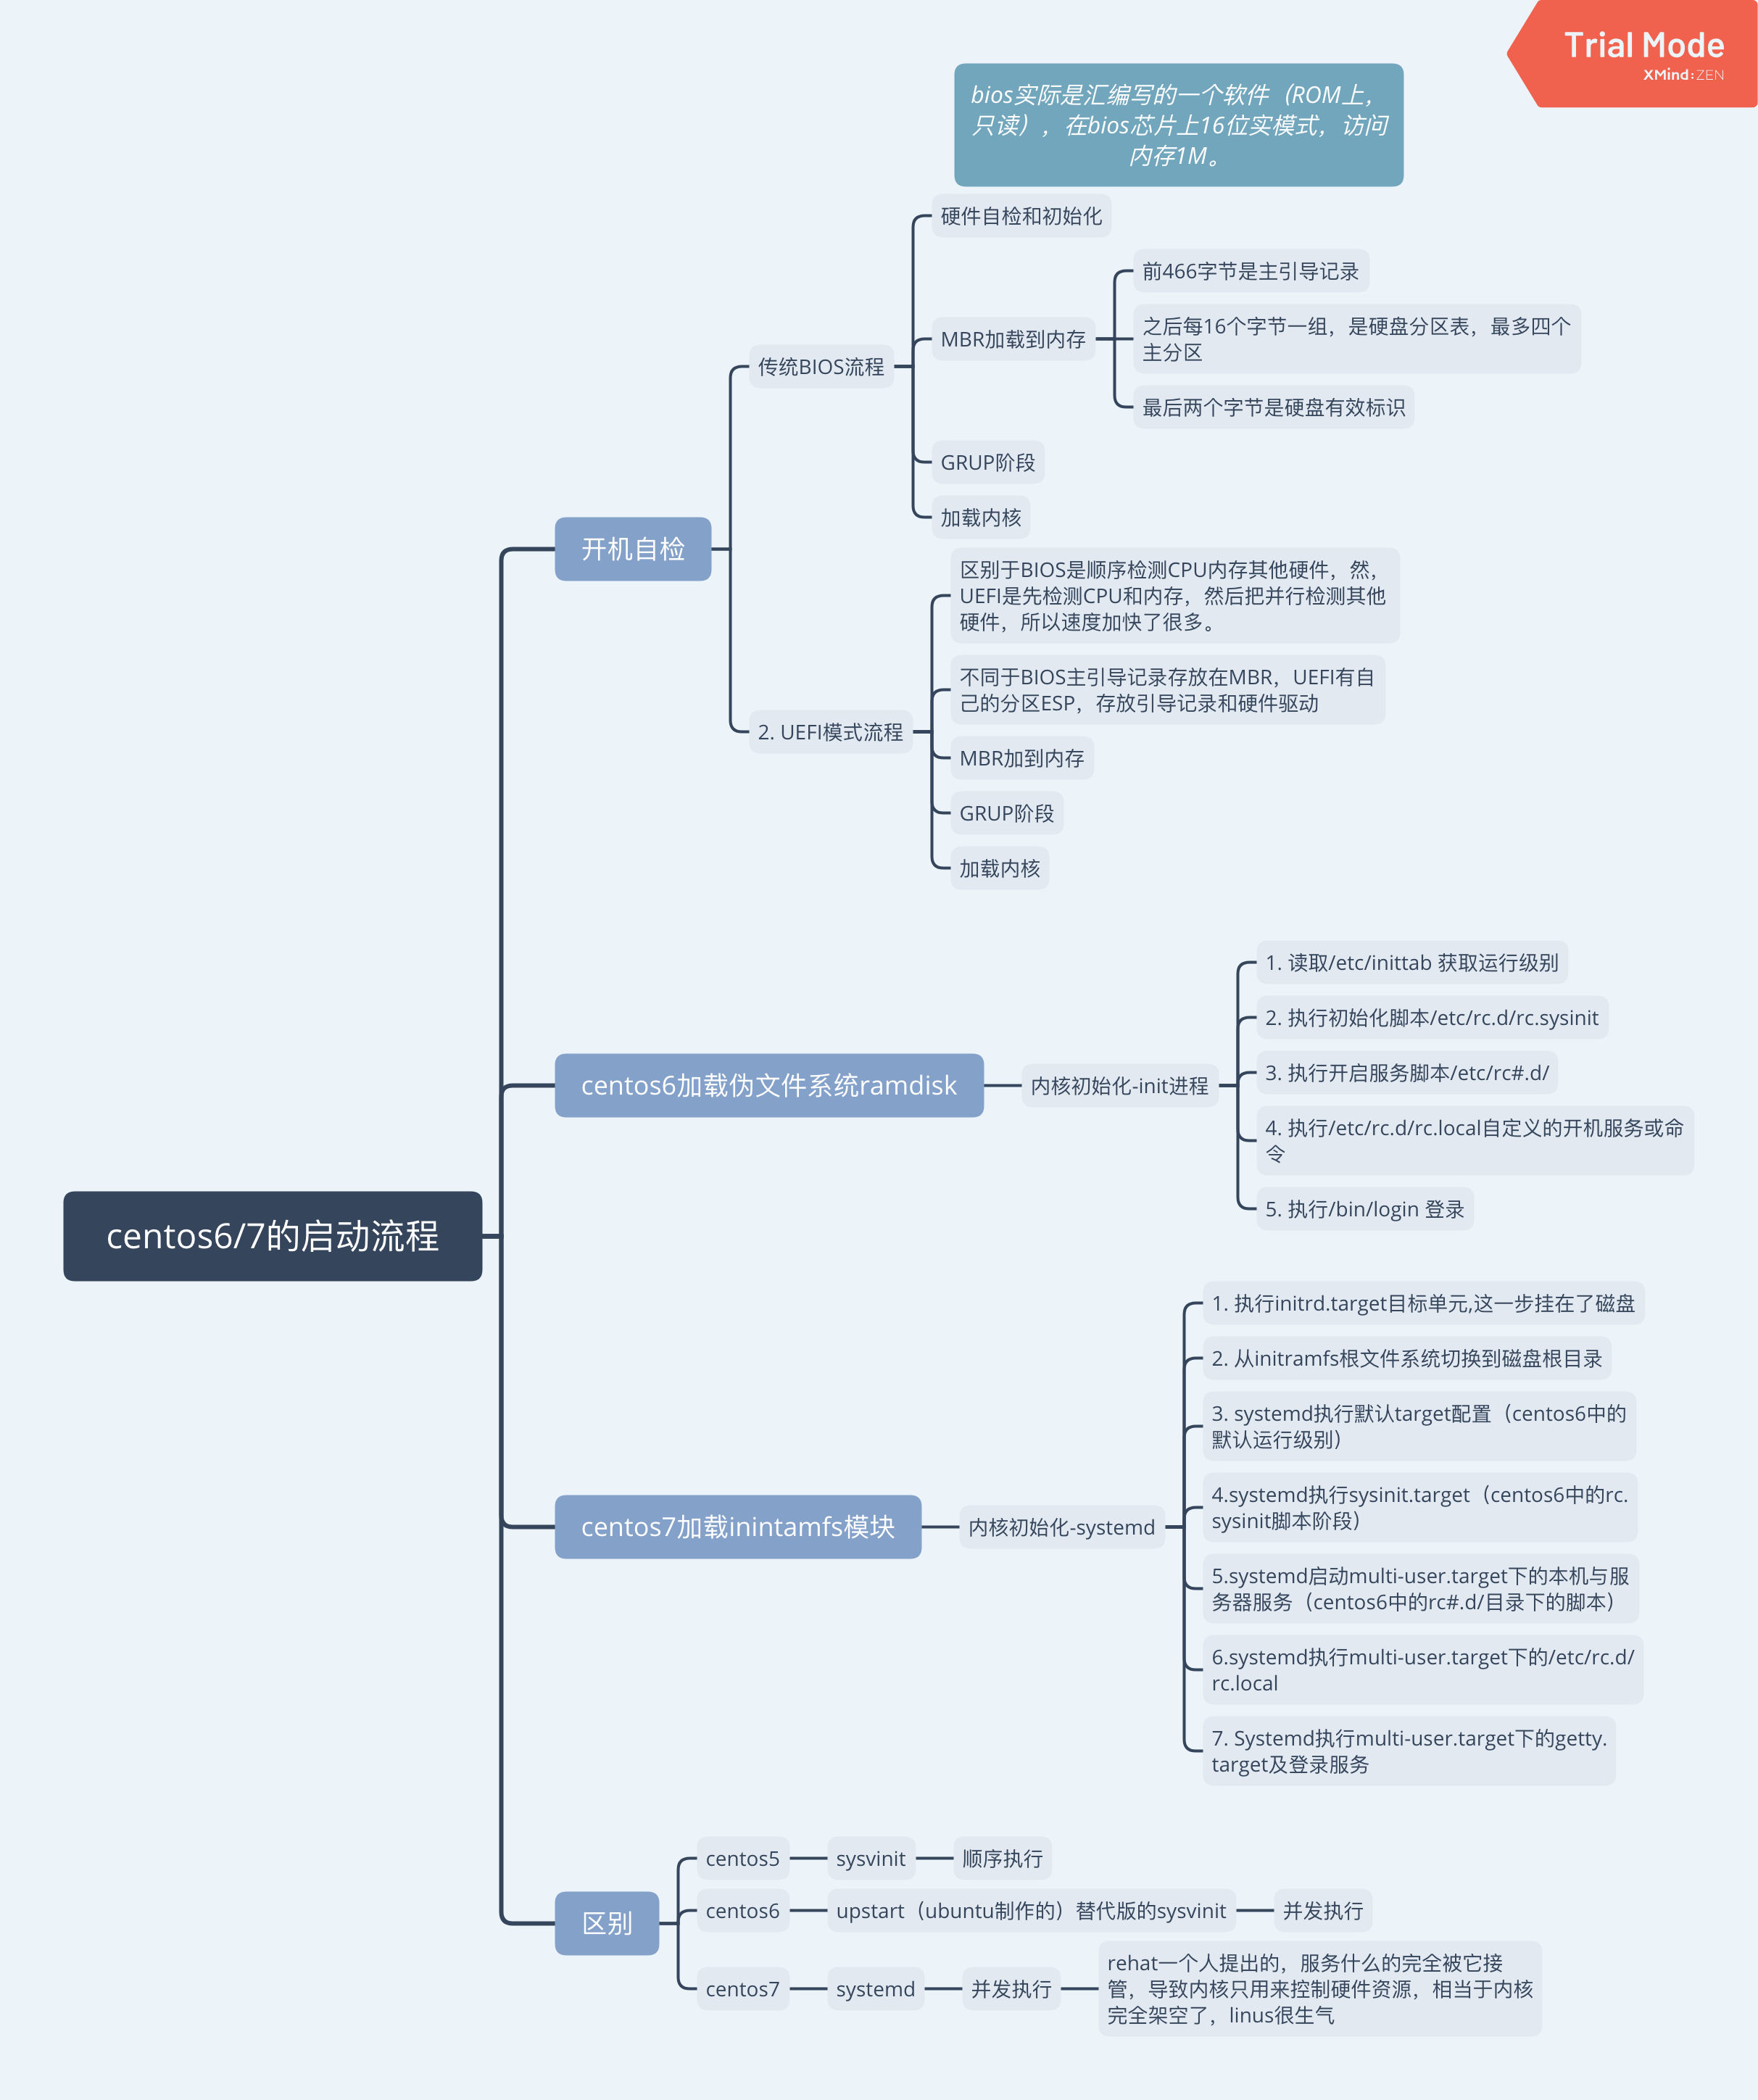 Trial Mode
XMind:ZEN
bios实际是汇编写的一个软件（ROM上，
只读），在bios芯片上16位实模式，访问
内存1M。
硬件自检和初始化
前466字节是主引导记录
之后每16个字节一组，是硬盘分区表，最多四个
主分区
MBR加载到内存
最后两个字节是硬盘有效标识
传统BIOS流程
GRUP阶段
加载内核
开机自检
区别于BIOS是顺序检测CPU内存其他硬件，然，
UEFI是先检测CPU和内存，然后把并行检测其他
硬件，所以速度加快了很多。
不同于BIOS主引导记录存放在MBR，UEFI有自
己的分区ESP，存放引导记录和硬件驱动
2. UEFI模式流程
MBR加到内存
GRUP阶段
加载内核
1. 读取/etc/inittab 获取运行级别
2. 执行初始化脚本/etc/rc.d/rc.sysinit
3. 执行开启服务脚本/etc/rc#.d/
centos6加载伪文件系统ramdisk
内核初始化-init进程
4. 执行/etc/rc.d/rc.local自定义的开机服务或命
令
5. 执行/bin/login 登录
centos6/7的启动流程
1. 执行initrd.target目标单元,这一步挂在了磁盘
2. 从initramfs根文件系统切换到磁盘根目录
3. systemd执行默认target配置（centos6中的
默认运行级别）
4.systemd执行sysinit.target（centos6中的rc.
sysinit脚本阶段）
centos7加载inintamfs模块
内核初始化-systemd
5.systemd启动multi-user.target下的本机与服
务器服务（centos6中的rc#.d/目录下的脚本）
6.systemd执行multi-user.target下的/etc/rc.d/
rc.local
7. Systemd执行multi-user.target下的getty.
target及登录服务
区别
centos5
sysvinit
顺序执行
centos6
upstart（ubuntu制作的）替代版的sysvinit
并发执行
centos7
systemd
并发执行
rehat一个人提出的，服务什么的完全被它接
管，导致内核只用来控制硬件资源，相当于内核
完全架空了，linus很生气